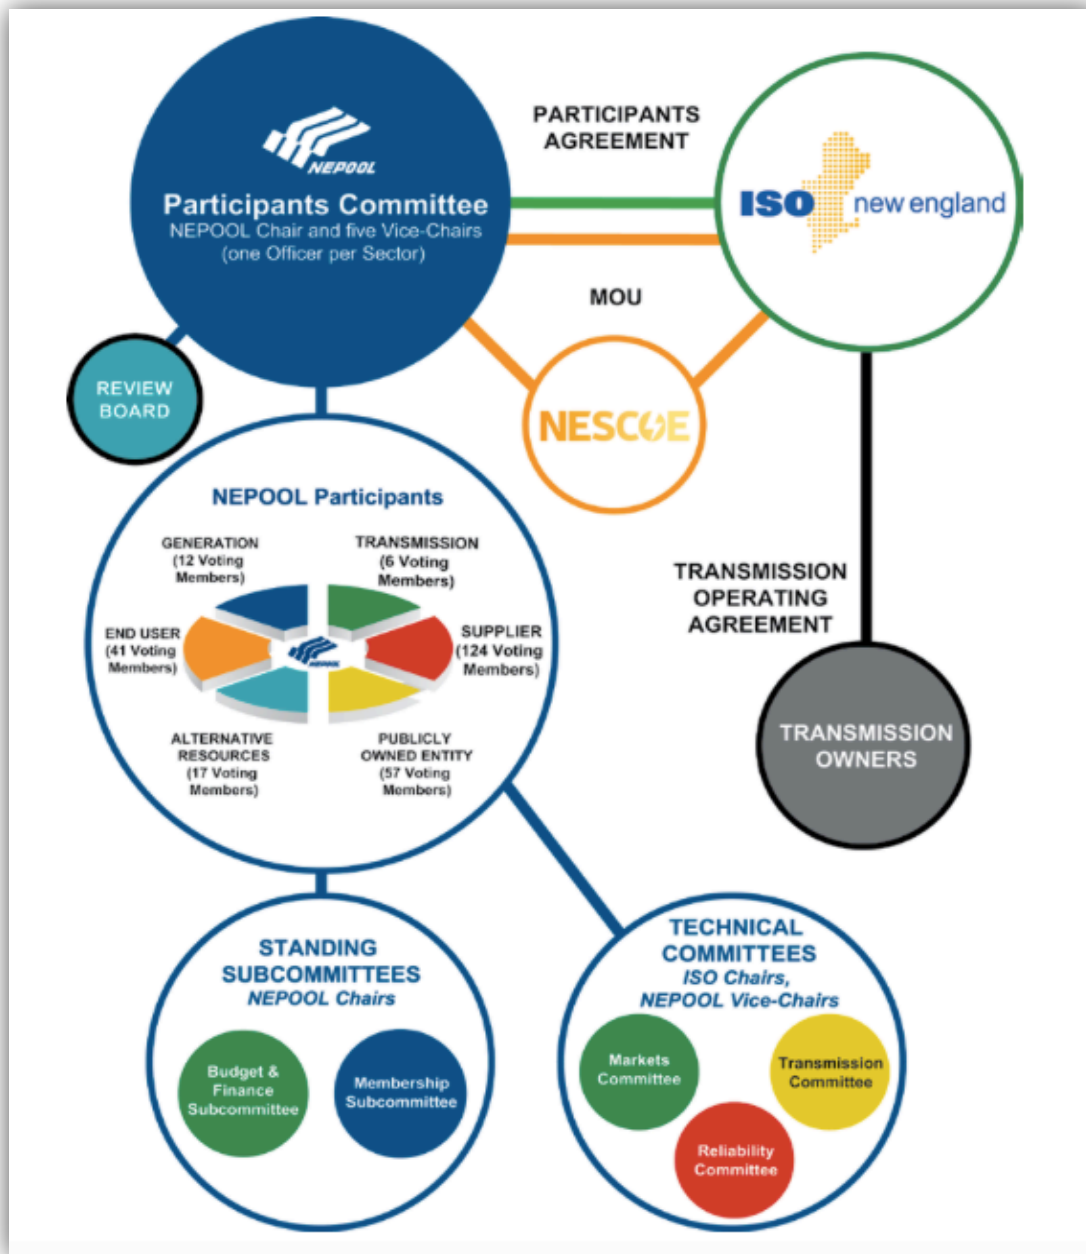 NEPOOL
Participants Committee
NEPOOL Chair and five Vice-Chairs
(one Officer per Sector)
PARTICIPANTS
AGREEMENT
ISO new england
MOU
REVIEW
BOARD
NESCOE
NEPOOL Participants
GENERATION
(12 Voting
Members)
TRANSMISSION
(6 Voting
Members)
END USER
(41 Voting
Members)
NEPOOL
SUPPLIER
(124 Voting
Members)
ALTERNATIVE
RESOURCES
(17 Voting
Members)
PUBLICLY
OWNED ENTITY
(57 Voting
Members)
TRANSMISSION
OPERATING
AGREEMENT
TRANSMISSION
OWNERS
STANDING
SUBCOMMITTEES
NEPOOL Chairs
Budget &
Finance
Subcommittee
Membership
Subcommittee
TECHNICAL
COMMITTEES
ISO Chairs,
NEPOOL Vice-Chairs
Markets
Committee
Transmission
Committee
Reliability
Committee